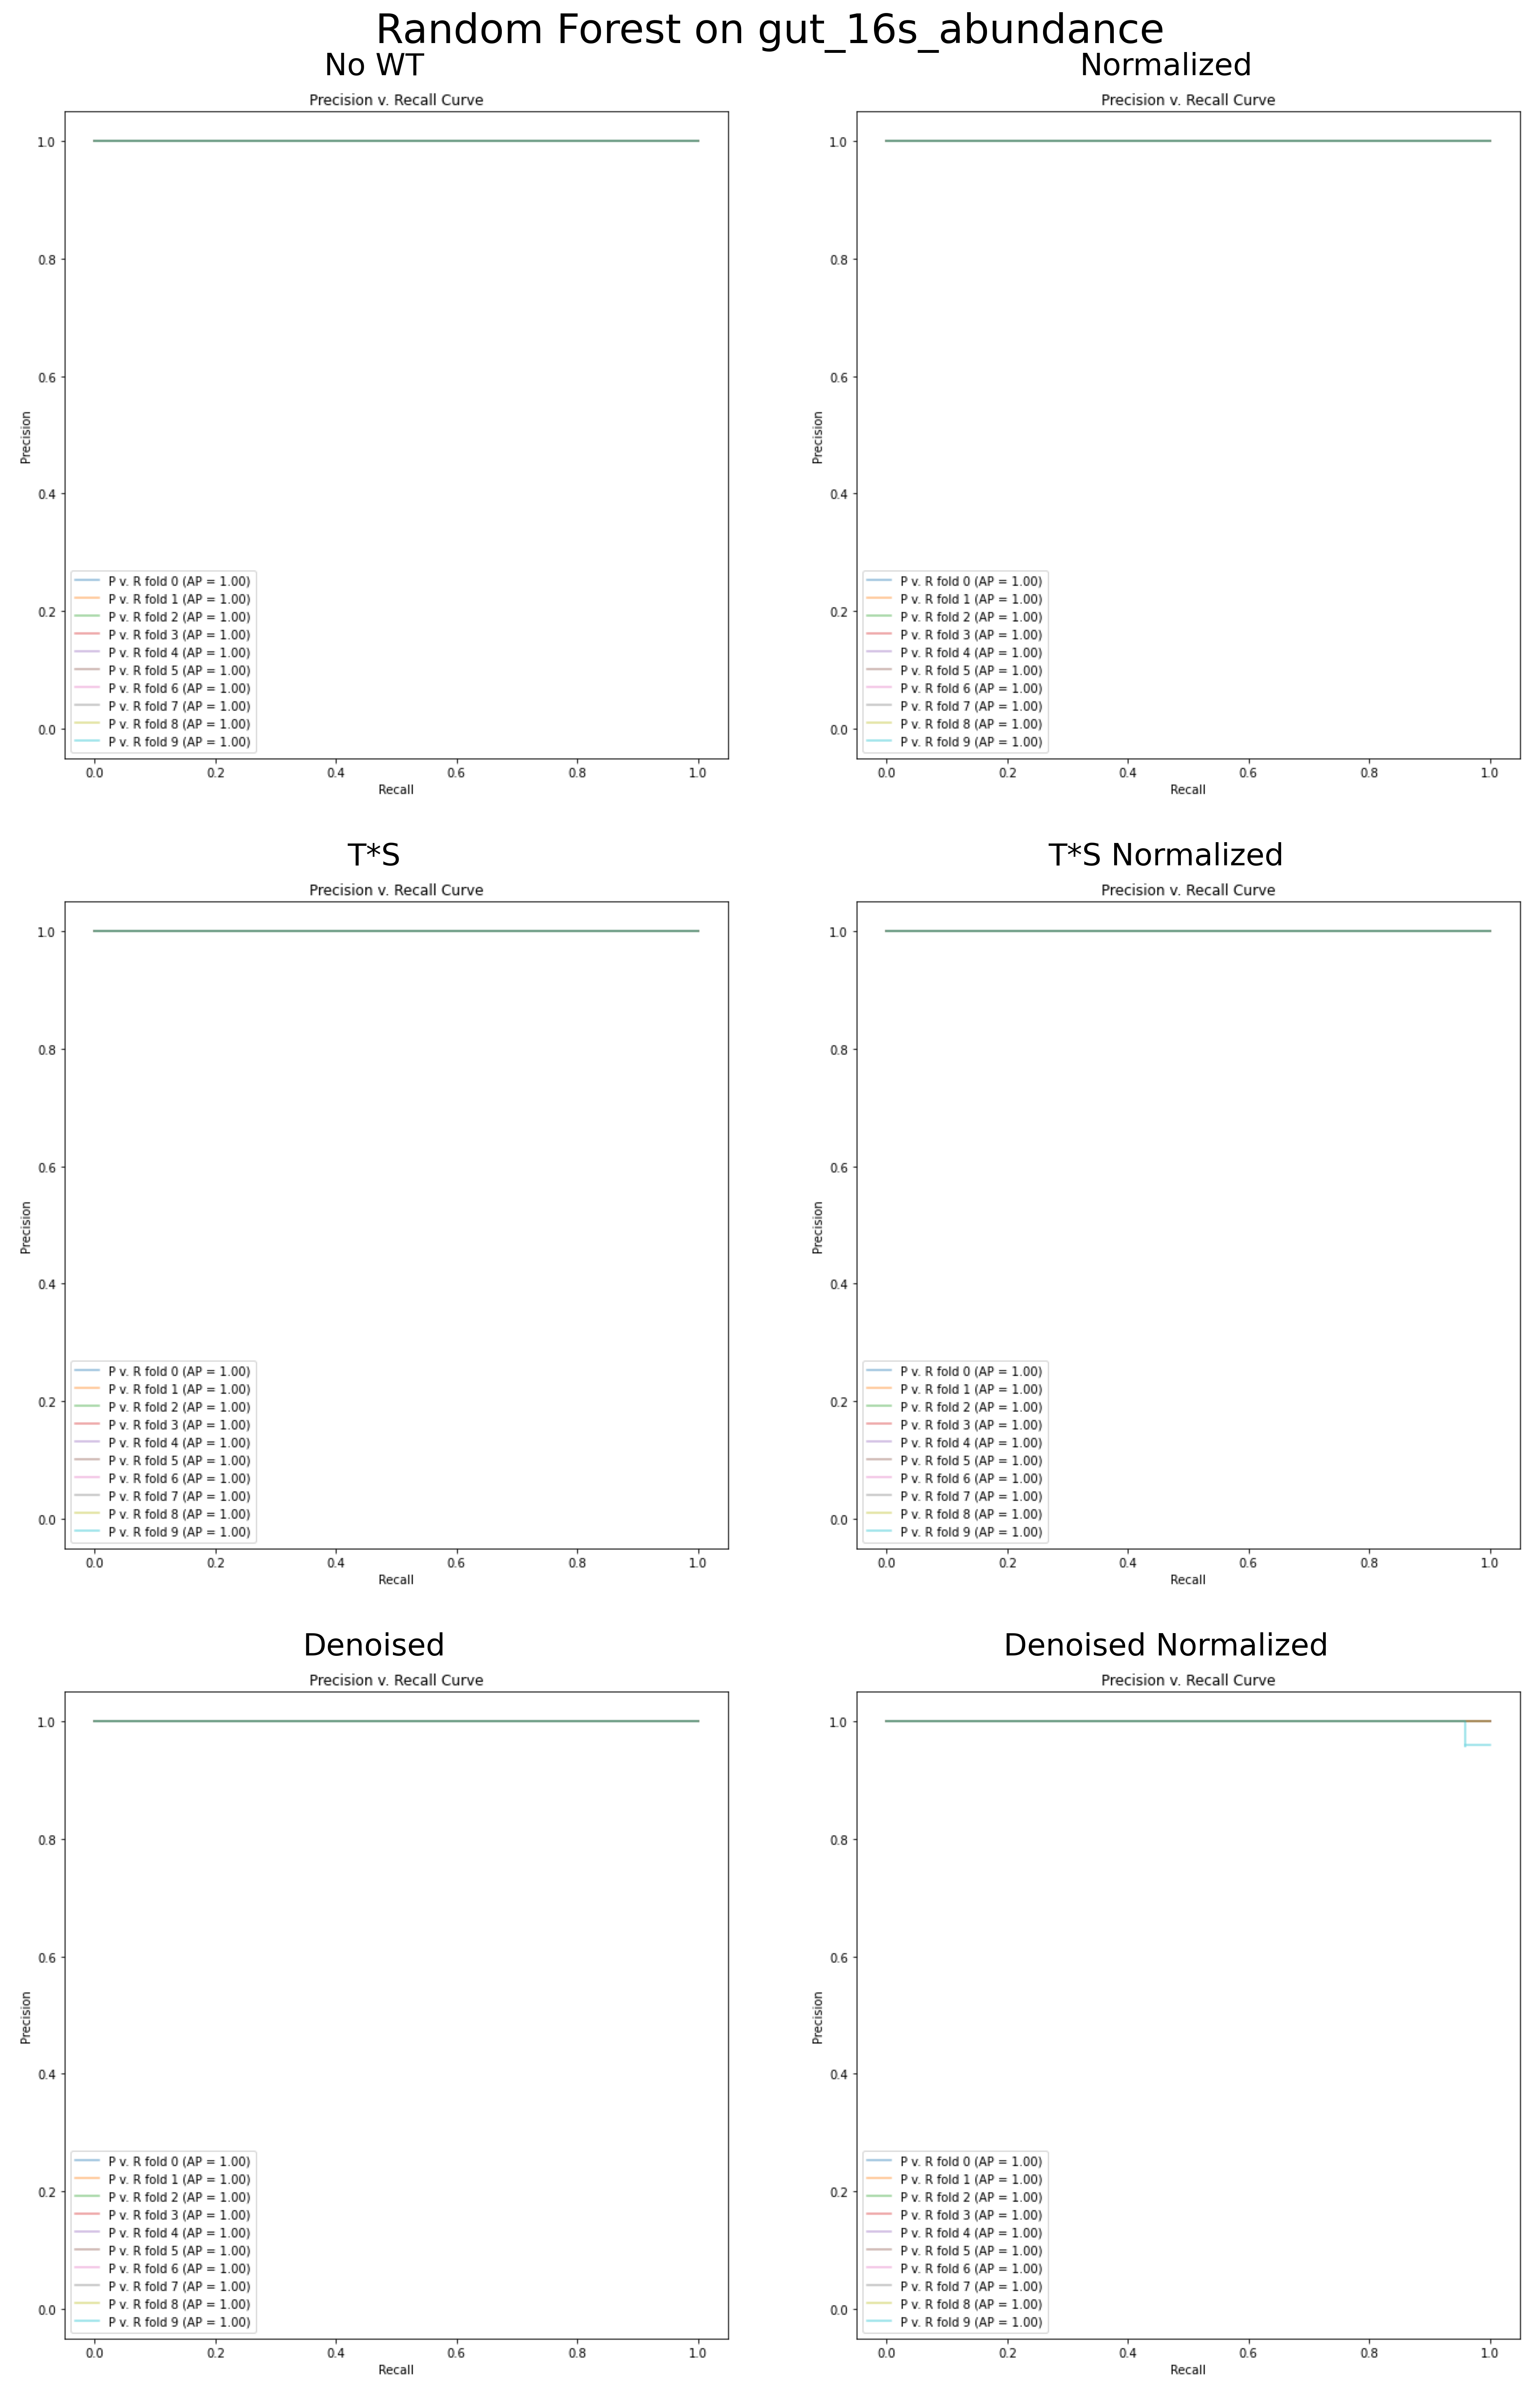 Random Forest on gut_16s_abundance
No WT
Precision v. Recall Curve
1.0
0.8
0.6
0.4
0.2
0.0
Precision
P v. R fold 0 (AP = 1.00)
P v. R fold 1 (AP = 1.00)
P v. R fold 2 (AP = 1.00)
P v. R fold 3 (AP = 1.00)
P v. R fold 4 (AP = 1.00)
P v. R fold 5 (AP = 1.00)
P v. R fold 6 (AP = 1.00)
P v. R fold 7 (AP = 1.00)
P v. R fold 8 (AP = 1.00)
P v. R fold 9 (AP = 1.00)
0.0 0.2 0.4 0.6 0.8 1.0
Recall
Normalized
Precision v. Recall Curve
1.0
0.8
0.6
0.4
0.2
0.0
Precision
P v. R fold 0 (AP = 1.00)
P v. R fold 1 (AP = 1.00)
P v. R fold 2 (AP = 1.00)
P v. R fold 3 (AP = 1.00)
P v. R fold 4 (AP = 1.00)
P v. R fold 5 (AP = 1.00)
P v. R fold 6 (AP = 1.00)
P v. R fold 7 (AP = 1.00)
P v. R fold 8 (AP = 1.00)
P v. R fold 9 (AP = 1.00)
0.0 0.2 0.4 0.6 0.8 1.0
Recall
T*S
Precision v. Recall Curve
1.0
0.8
0.6
0.4
0.2
0.0
Precision
P v. R fold 0 (AP = 1.00)
P v. R fold 1 (AP = 1.00)
P v. R fold 2 (AP = 1.00)
P v. R fold 3 (AP = 1.00)
P v. R fold 4 (AP = 1.00)
P v. R fold 5 (AP = 1.00)
P v. R fold 6 (AP = 1.00)
P v. R fold 7 (AP = 1.00)
P v. R fold 8 (AP = 1.00)
P v. R fold 9 (AP = 1.00)
0.0 0.2 0.4 0.6 0.8 1.0
Recall
T*S Normalized
Precision v. Recall Curve
1.0
0.8
0.6
0.4
0.2
0.0
Precision
P v. R fold 0 (AP = 1.00)
P v. R fold 1 (AP = 1.00)
P v. R fold 2 (AP = 1.00)
P v. R fold 3 (AP = 1.00)
P v. R fold 4 (AP = 1.00)
P v. R fold 5 (AP = 1.00)
P v. R fold 6 (AP = 1.00)
P v. R fold 7 (AP = 1.00)
P v. R fold 8 (AP = 1.00)
P v. R fold 9 (AP = 1.00)
0.0 0.2 0.4 0.6 0.8 1.0
Recall
Denoised
Precision v. Recall Curve
1.0
0.8
0.6
0.4
0.2
0.0
Precision
P v. R fold 0 (AP = 1.00)
P v. R fold 1 (AP = 1.00)
P v. R fold 2 (AP = 1.00)
P v. R fold 3 (AP = 1.00)
P v. R fold 4 (AP = 1.00)
P v. R fold 5 (AP = 1.00)
P v. R fold 6 (AP = 1.00)
P v. R fold 7 (AP = 1.00)
P v. R fold 8 (AP = 1.00)
P v. R fold 9 (AP = 1.00)
0.0 0.2 0.4 0.6 0.8 1.0
Recall
Denoised Normalized
Precision v. Recall Curve
1.0
0.8
0.6
0.4
0.2
0.0
Precision
P v. R fold 0 (AP = 1.00)
P v. R fold 1 (AP = 1.00)
P v. R fold 2 (AP = 1.00)
P v. R fold 3 (AP = 1.00)
P v. R fold 4 (AP = 1.00)
P v. R fold 5 (AP = 1.00)
P v. R fold 6 (AP = 1.00)
P v. R fold 7 (AP = 1.00)
P v. R fold 8 (AP = 1.00)
P v. R fold 9 (AP = 1.00)
0.0 0.2 0.4 0.6 0.8 1.0
Recall